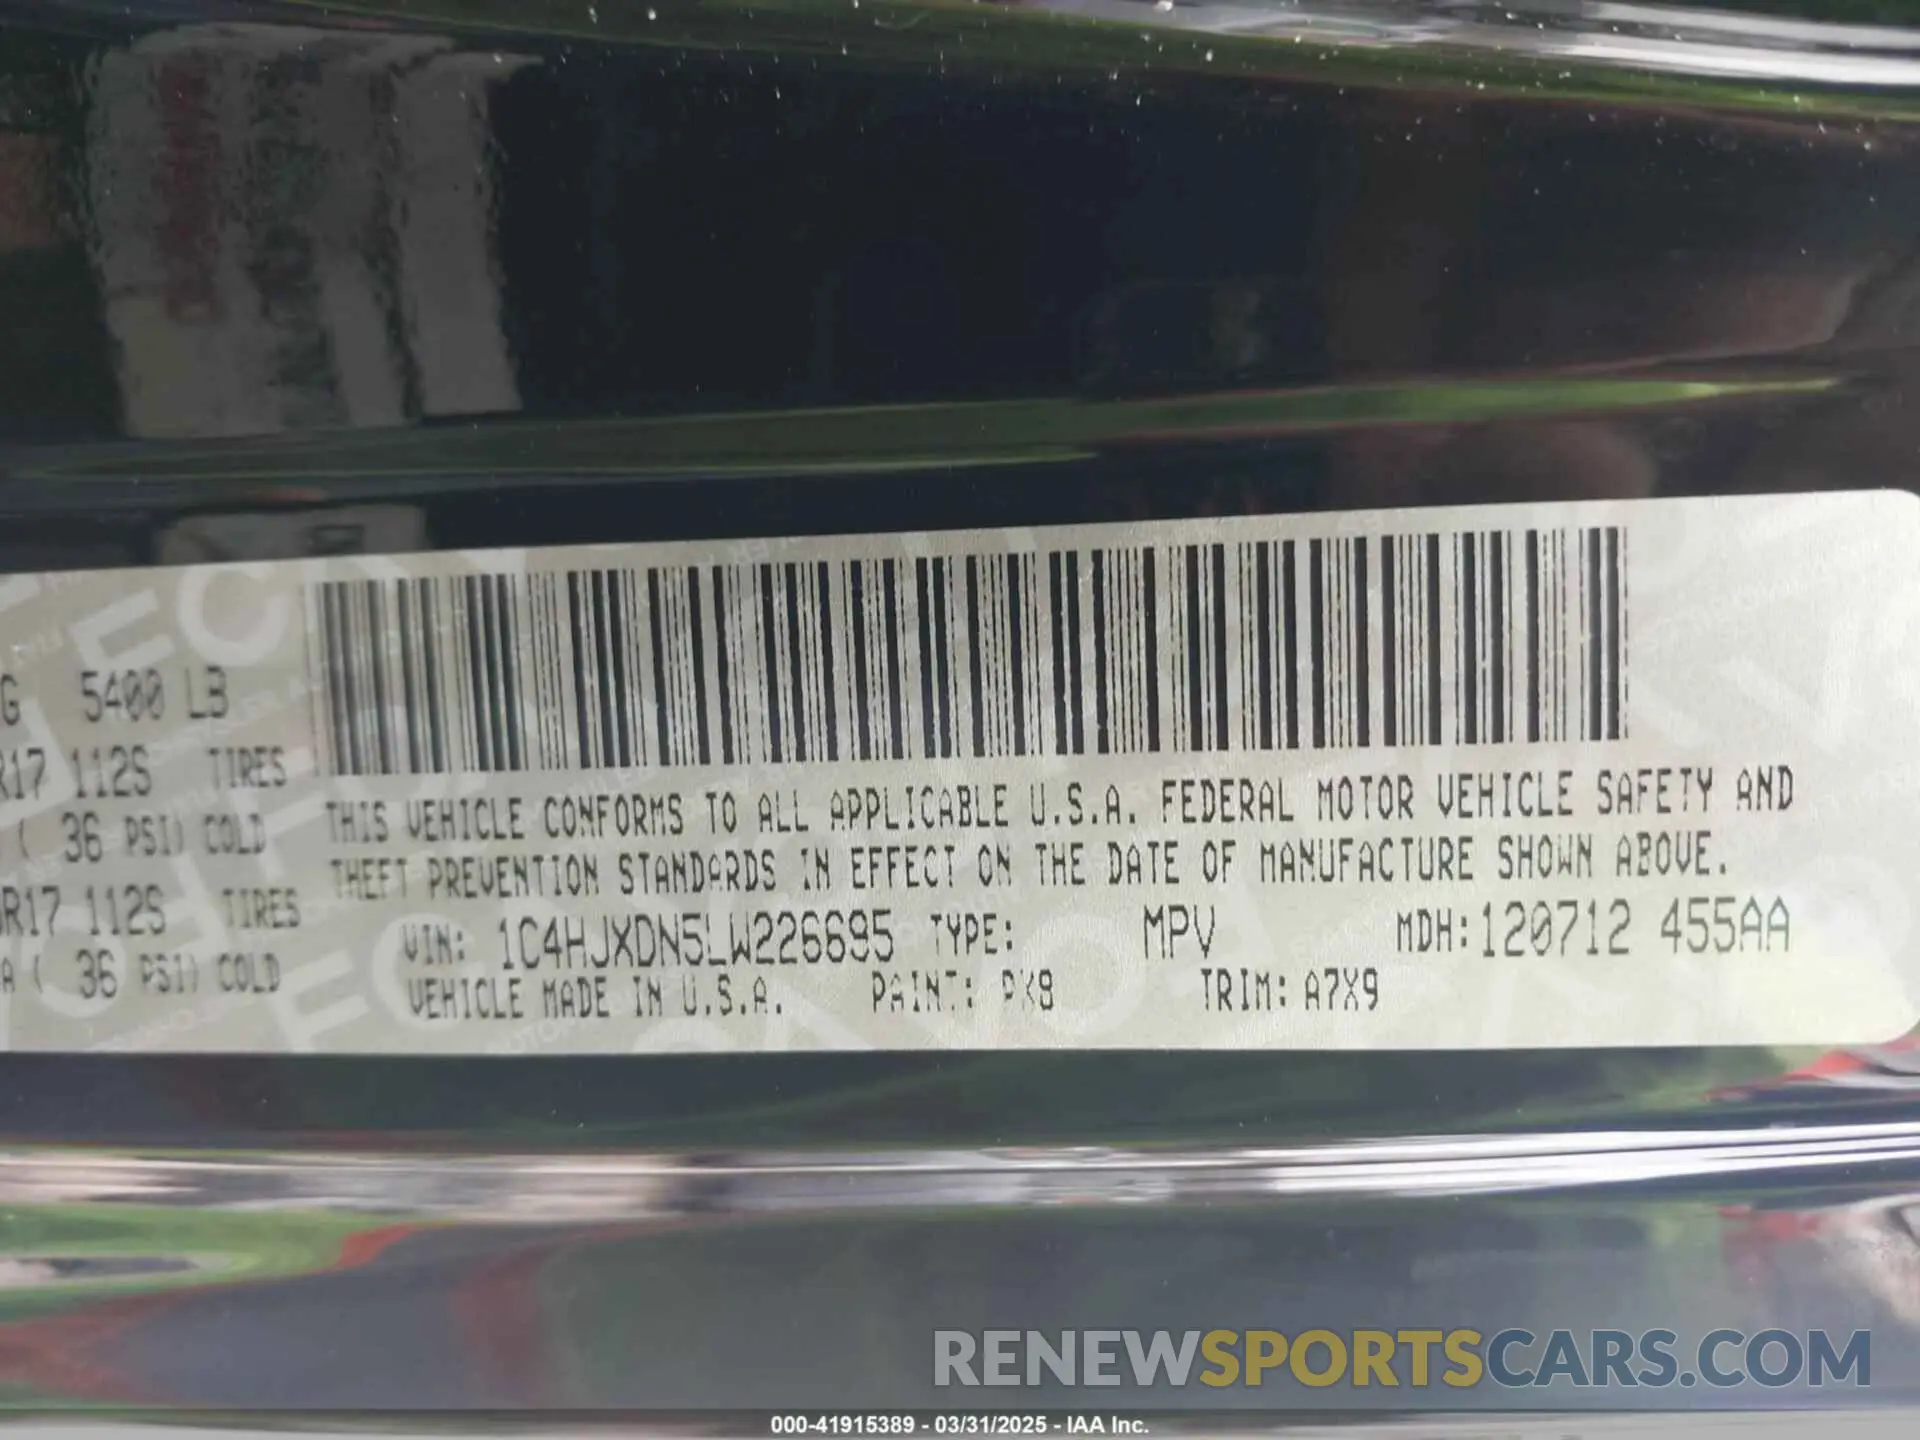 G 5400 LB
R17 112S TIRES
( 36 PSI) COLD
R17 112S TIRES
A ( 36 PSI) COLD
THIS VEHICLE CONFORMS TO ALL APPLICABLE U.S.A. FEDERAL MOTOR VEHICLE SAFETY AND
THEFT PREVENTION STANDARDS IN EFFECT ON THE DATE OF MANUFACTURE SHOWN ABOVE.
VIN: 1C4HJXDN5LW226695 TYPE: MPV MDH:120712 455AA
VEHICLE MADE IN U.S.A. PAINT: PX8 TRIM: A7X9
RENEWSPORTSCARS.COM
000-41915389 - 03/31/2025 - IAA Inc.